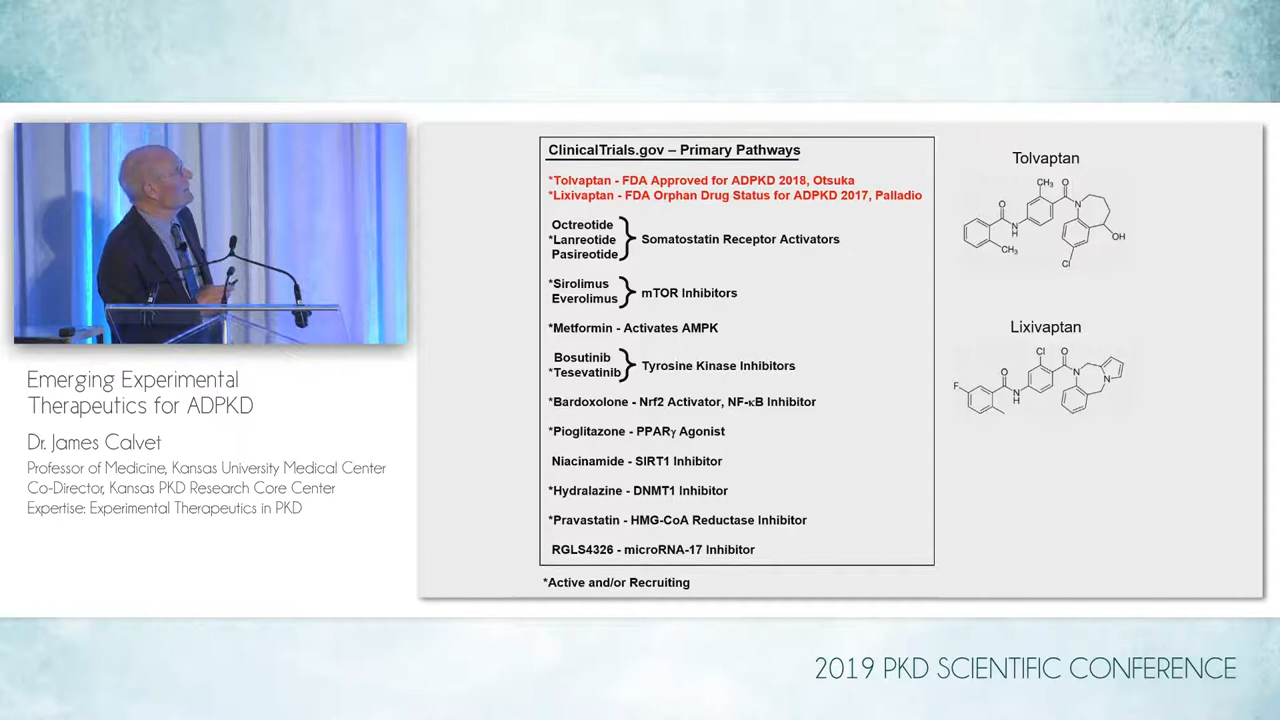 ClinicalTrials.gov – Primary Pathways
*Tolvaptan - FDA Approved for ADPKD 2018, Otsuka
*Lixivaptan - FDA Orphan Drug Status for ADPKD 2017, Palladio
Octreotide
*Lanreotide
Pasireotide
Somatostatin Receptor Activators
*Sirolimus
Everolimus
mTOR Inhibitors
*Metformin - Activates AMPK
Bosutinib
*Tesevatinib
Tyrosine Kinase Inhibitors
*Bardoxolone - Nrf2 Activator, NF-κB Inhibitor
*Pioglitazone - PPARγ Agonist
Niacinamide - SIRT1 Inhibitor
*Hydralazine - DNMT1 Inhibitor
*Pravastatin - HMG-CoA Reductase Inhibitor
RGLS4326 - microRNA-17 Inhibitor
*Active and/or Recruiting
Tolvaptan
CH₃
O
N
O
N
H
CH₃
OH
Cl
Lixivaptan
Cl
O
N
N
O
F
N
H
Emerging Experimental
Therapeutics for ADPKD
Dr. James Calvet
Professor of Medicine, Kansas University Medical Center
Co-Director, Kansas PKD Research Core Center
Expertise: Experimental Therapeutics in PKD
2019 PKD SCIENTIFIC CONFERENCE